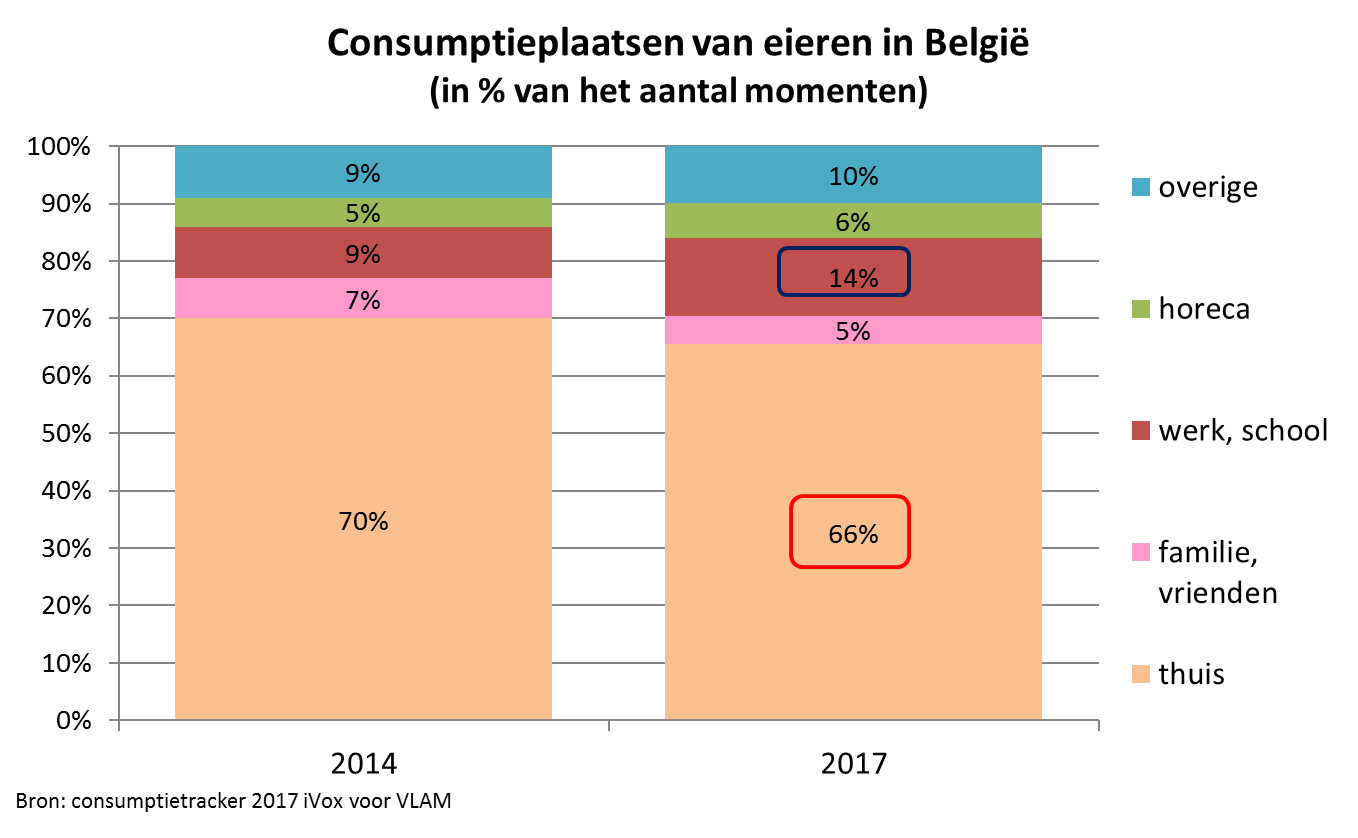 Consumptieplaatsen van eieren in België
(in % van het aantal momenten)
100%
90%
80%
70%
60%
50%
40%
30%
20%
10%
0%
9%
5%
9%
7%
70%
10%
6%
14%
5%
66%
2014
2017
overige
horeca
werk, school
familie,
vrienden
thuis
Bron: consumptietracker 2017 iVox voor VLAM